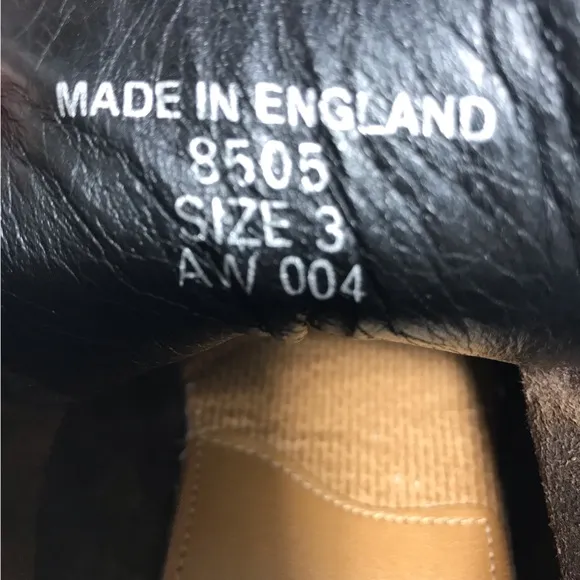 MADE IN ENGLAND
8505
SIZE 3
AW 004